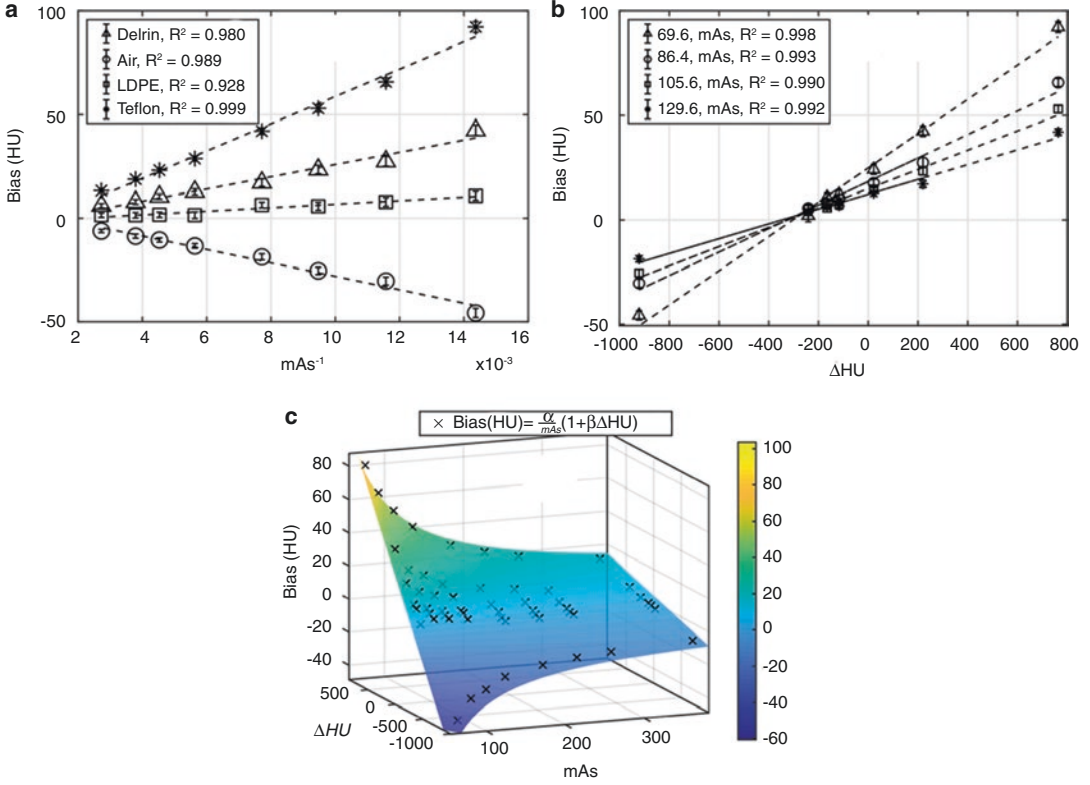 a
100
50
0
-50
Bias (HU)
Delrin, R² = 0.980
Air, R² = 0.989
LDPE, R² = 0.928
Teflon, R² = 0.999
2 4 6 8 10 12 14 16
mAs⁻¹ x10⁻³
b
100
50
0
-50
Bias (HU)
69.6, mAs, R² = 0.998
86.4, mAs, R² = 0.993
105.6, mAs, R² = 0.990
129.6, mAs, R² = 0.992
-1000 -800 -600 -400 -200 0 200 400 600 800
ΔHU
c
× Bias(HU)= α/mAs(1+βΔHU)
80
60
40
20
0
-20
-40
Bias (HU)
500
0
-500
-1000
ΔHU
100 200 300
mAs
100
80
60
40
20
0
-20
-40
-60